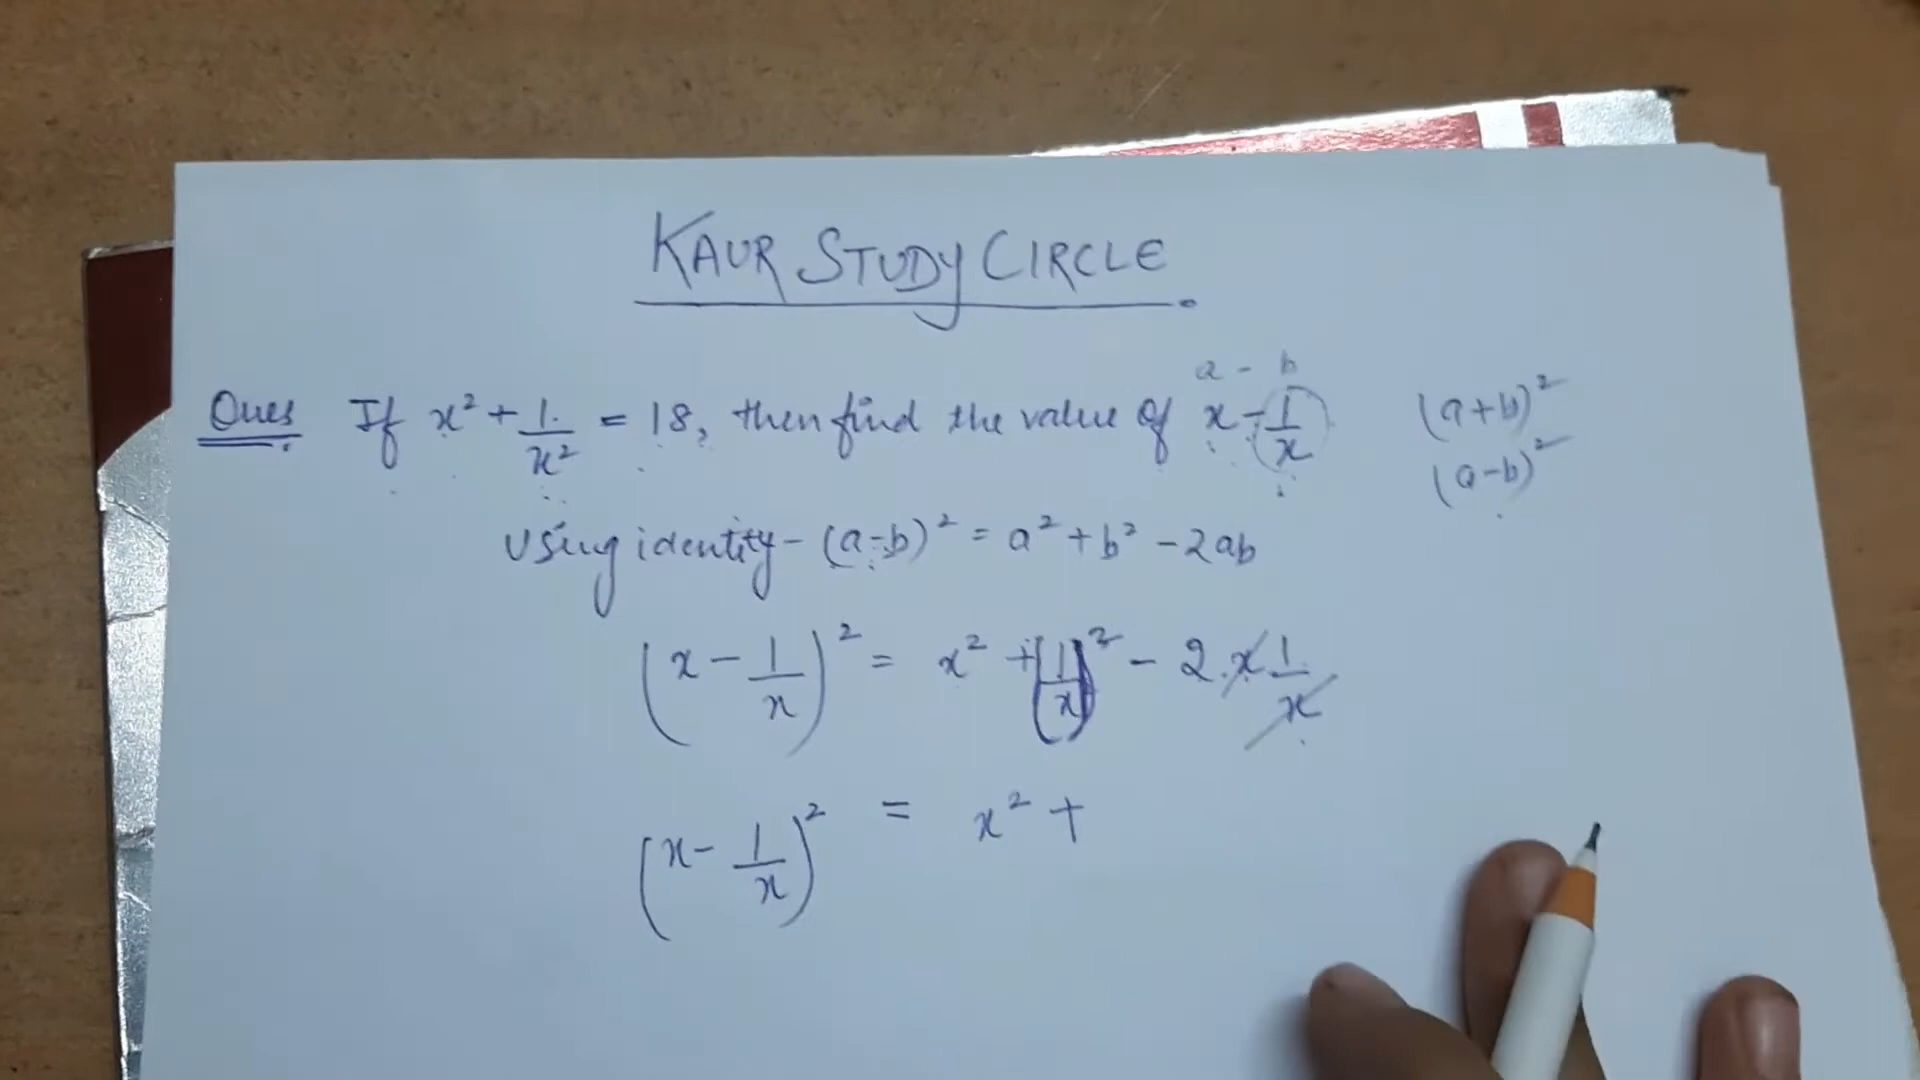 KAUR STUDY CIRCLE
a - b
Ques If x² + 1/x² = 18, then find the value of x - 1/x
(a+b)²
(a-b)²
Using identity - (a-b)² = a² + b² - 2ab
(x - 1/x)² = x² + (1/x)² - 2.x 1/x
(x - 1/x)² = x² +